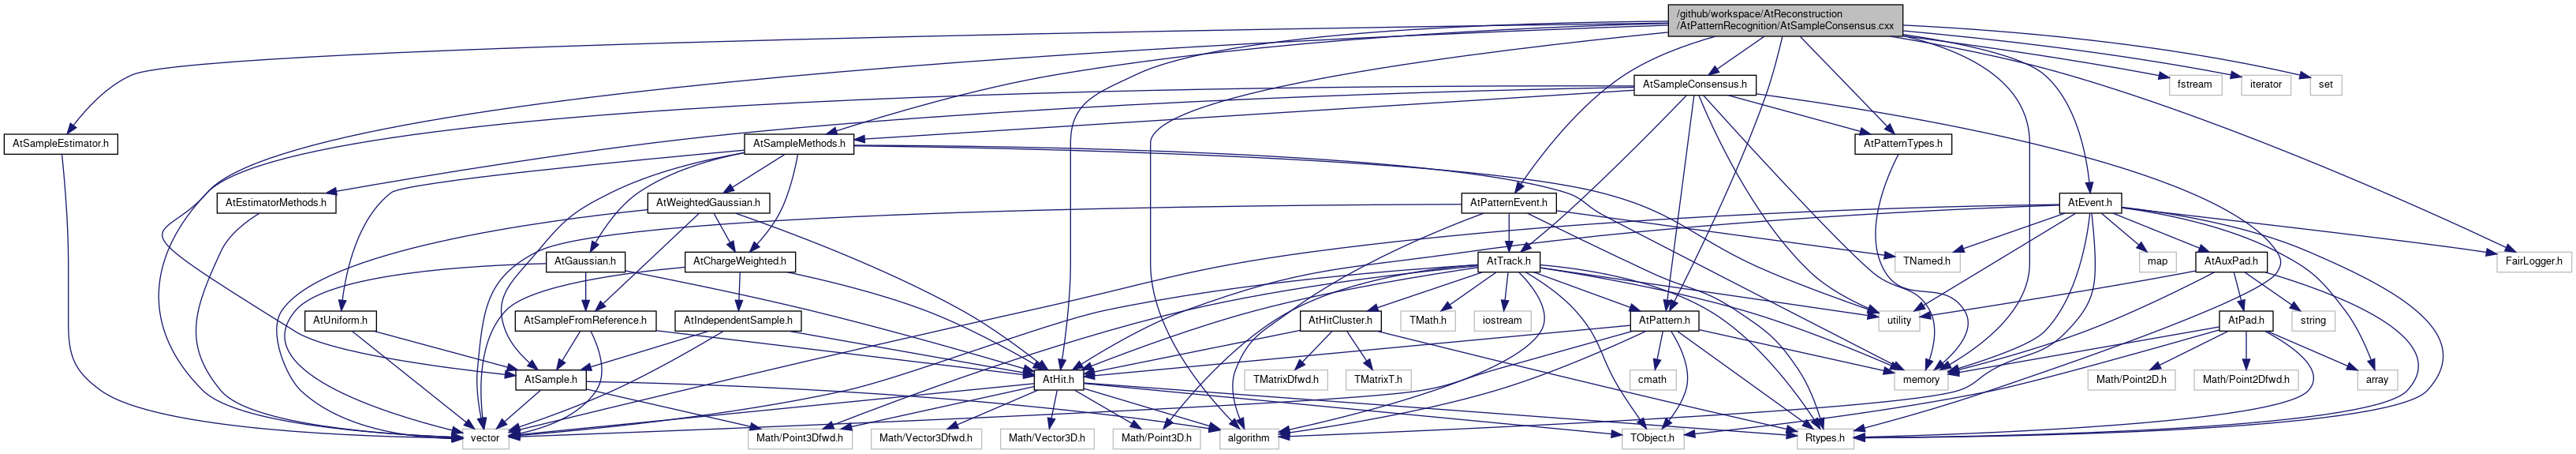 /github/workspace/AtReconstruction
/AtPatternRecognition/AtSampleConsensus.cxx
AtSampleConsensus.h
fstream
iterator
set
AtSampleEstimator.h
AtSampleMethods.h
AtPatternTypes.h
AtEstimatorMethods.h
AtWeightedGaussian.h
AtPatternEvent.h
AtEvent.h
AtGaussian.h
AtChargeWeighted.h
AtTrack.h
TNamed.h
map
AtAuxPad.h
FairLogger.h
AtUniform.h
AtSampleFromReference.h
AtIndependentSample.h
AtHitCluster.h
TMath.h
iostream
AtPattern.h
utility
AtPad.h
string
AtSample.h
AtHit.h
TMatrixDfwd.h
TMatrixT.h
cmath
memory
Math/Point2D.h
Math/Point2Dfwd.h
array
vector
Math/Point3Dfwd.h
Math/Vector3Dfwd.h
Math/Vector3D.h
Math/Point3D.h
algorithm
TObject.h
Rtypes.h